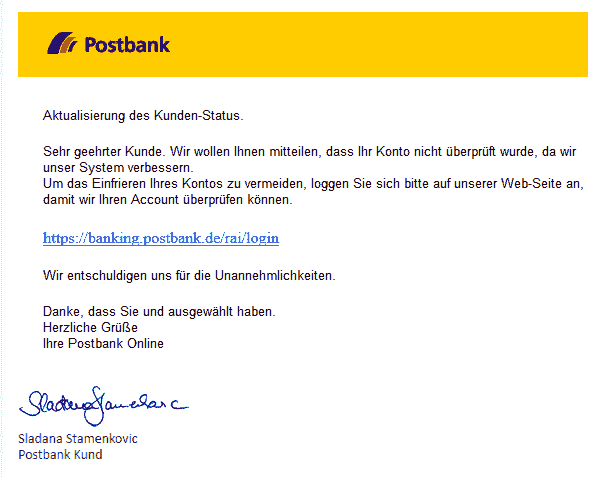 Postbank
Aktualisierung des Kunden-Status.
Sehr geehrter Kunde. Wir wollen Ihnen mitteilen, dass Ihr Konto nicht überprüft wurde, da wir
unser System verbessern.
Um das Einfrieren Ihres Kontos zu vermeiden, loggen Sie sich bitte auf unserer Web-Seite an,
damit wir Ihren Account überprüfen können.
https://banking.postbank.de/rai/login
Wir entschuldigen uns für die Unannehmlichkeiten.
Danke, dass Sie und ausgewählt haben.
Herzliche Grüße
Ihre Postbank Online
Sladana Stamenkovic
Postbank Kund